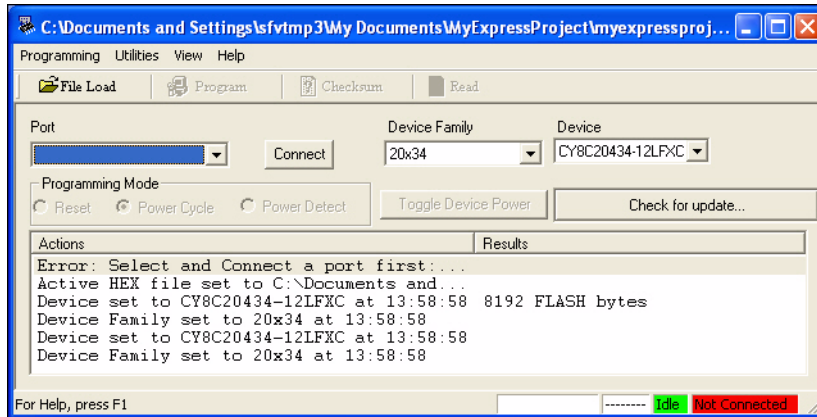 C:\Documents and Settings\sfvtmp3\My Documents\MyExpressProject\myexpressproj...
Programming Utilities View Help
File Load Program Checksum Read
Port Device Family Device
Connect 20x34 CY8C20434-12LFXC
Programming Mode
Reset Power Cycle Power Detect Toggle Device Power Check for update...
Actions Results
Error: Select and Connect a port first:...
Active HEX file set to C:\Documents and...
Device set to CY8C20434-12LFXC at 13:58:58 8192 FLASH bytes
Device Family set to 20x34 at 13:58:58
Device set to CY8C20434-12LFXC at 13:58:58
Device Family set to 20x34 at 13:58:58
For Help, press F1 -------- Idle Not Connected